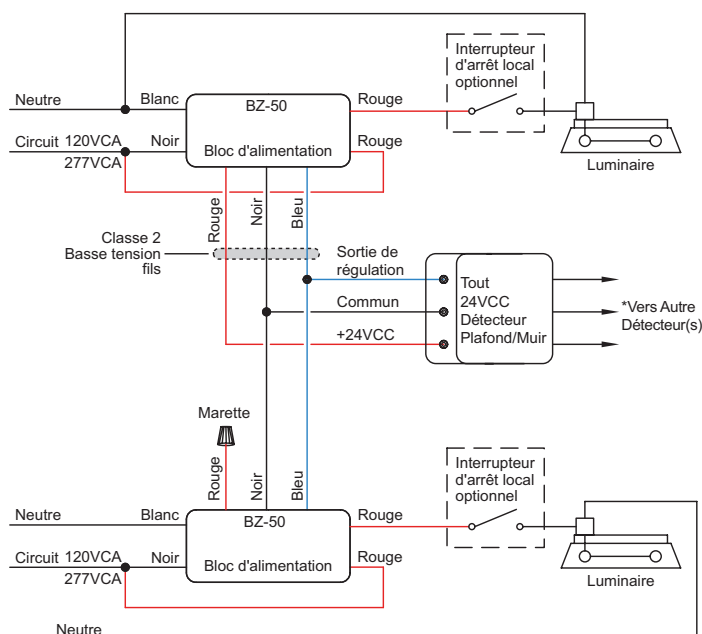 Interrupteur
d'arrêt local
optionnel
Neutre
Blanc
BZ-50
Rouge
Circuit 120VCA
277VCA
Noir
Bloc d'alimentation
Rouge
Luminaire
Rouge
Noir
Bleu
Classe 2
Basse tension
fils
Sortie de
régulation
Commun
+24VCC
Tout
24VCC
Détecteur
Plafond/Muir
*Vers Autre
Détecteur(s)
Marette
Rouge
Noir
Bleu
Interrupteur
d'arrêt local
optionnel
Neutre
Blanc
BZ-50
Rouge
Circuit 120VCA
277VCA
Noir
Bloc d'alimentation
Rouge
Luminaire
Neutre